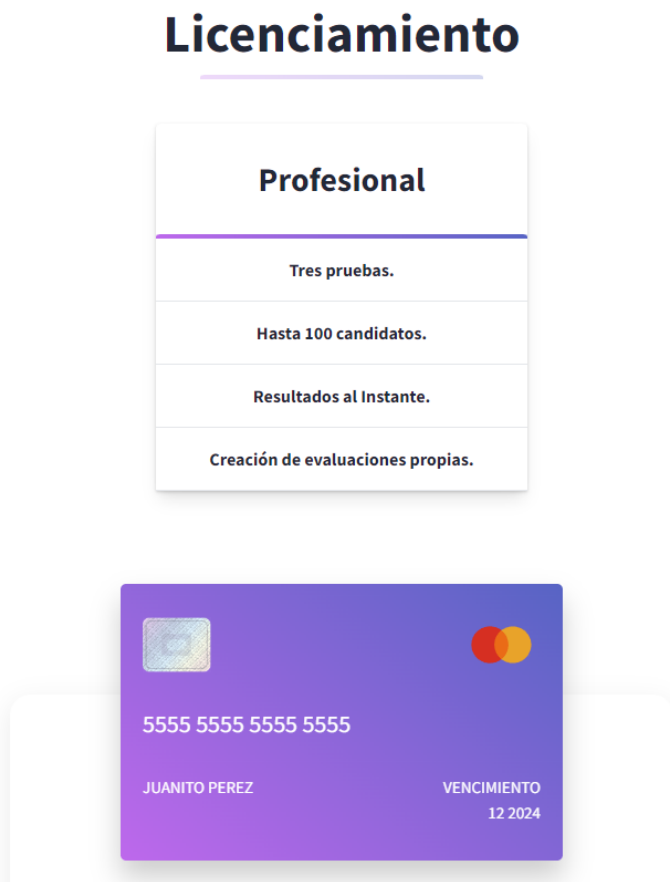 Licenciamiento
Profesional
Tres pruebas.
Hasta 100 candidatos.
Resultados al Instante.
Creación de evaluaciones propias.
5555 5555 5555 5555
JUANITO PEREZ
VENCIMIENTO
12 2024